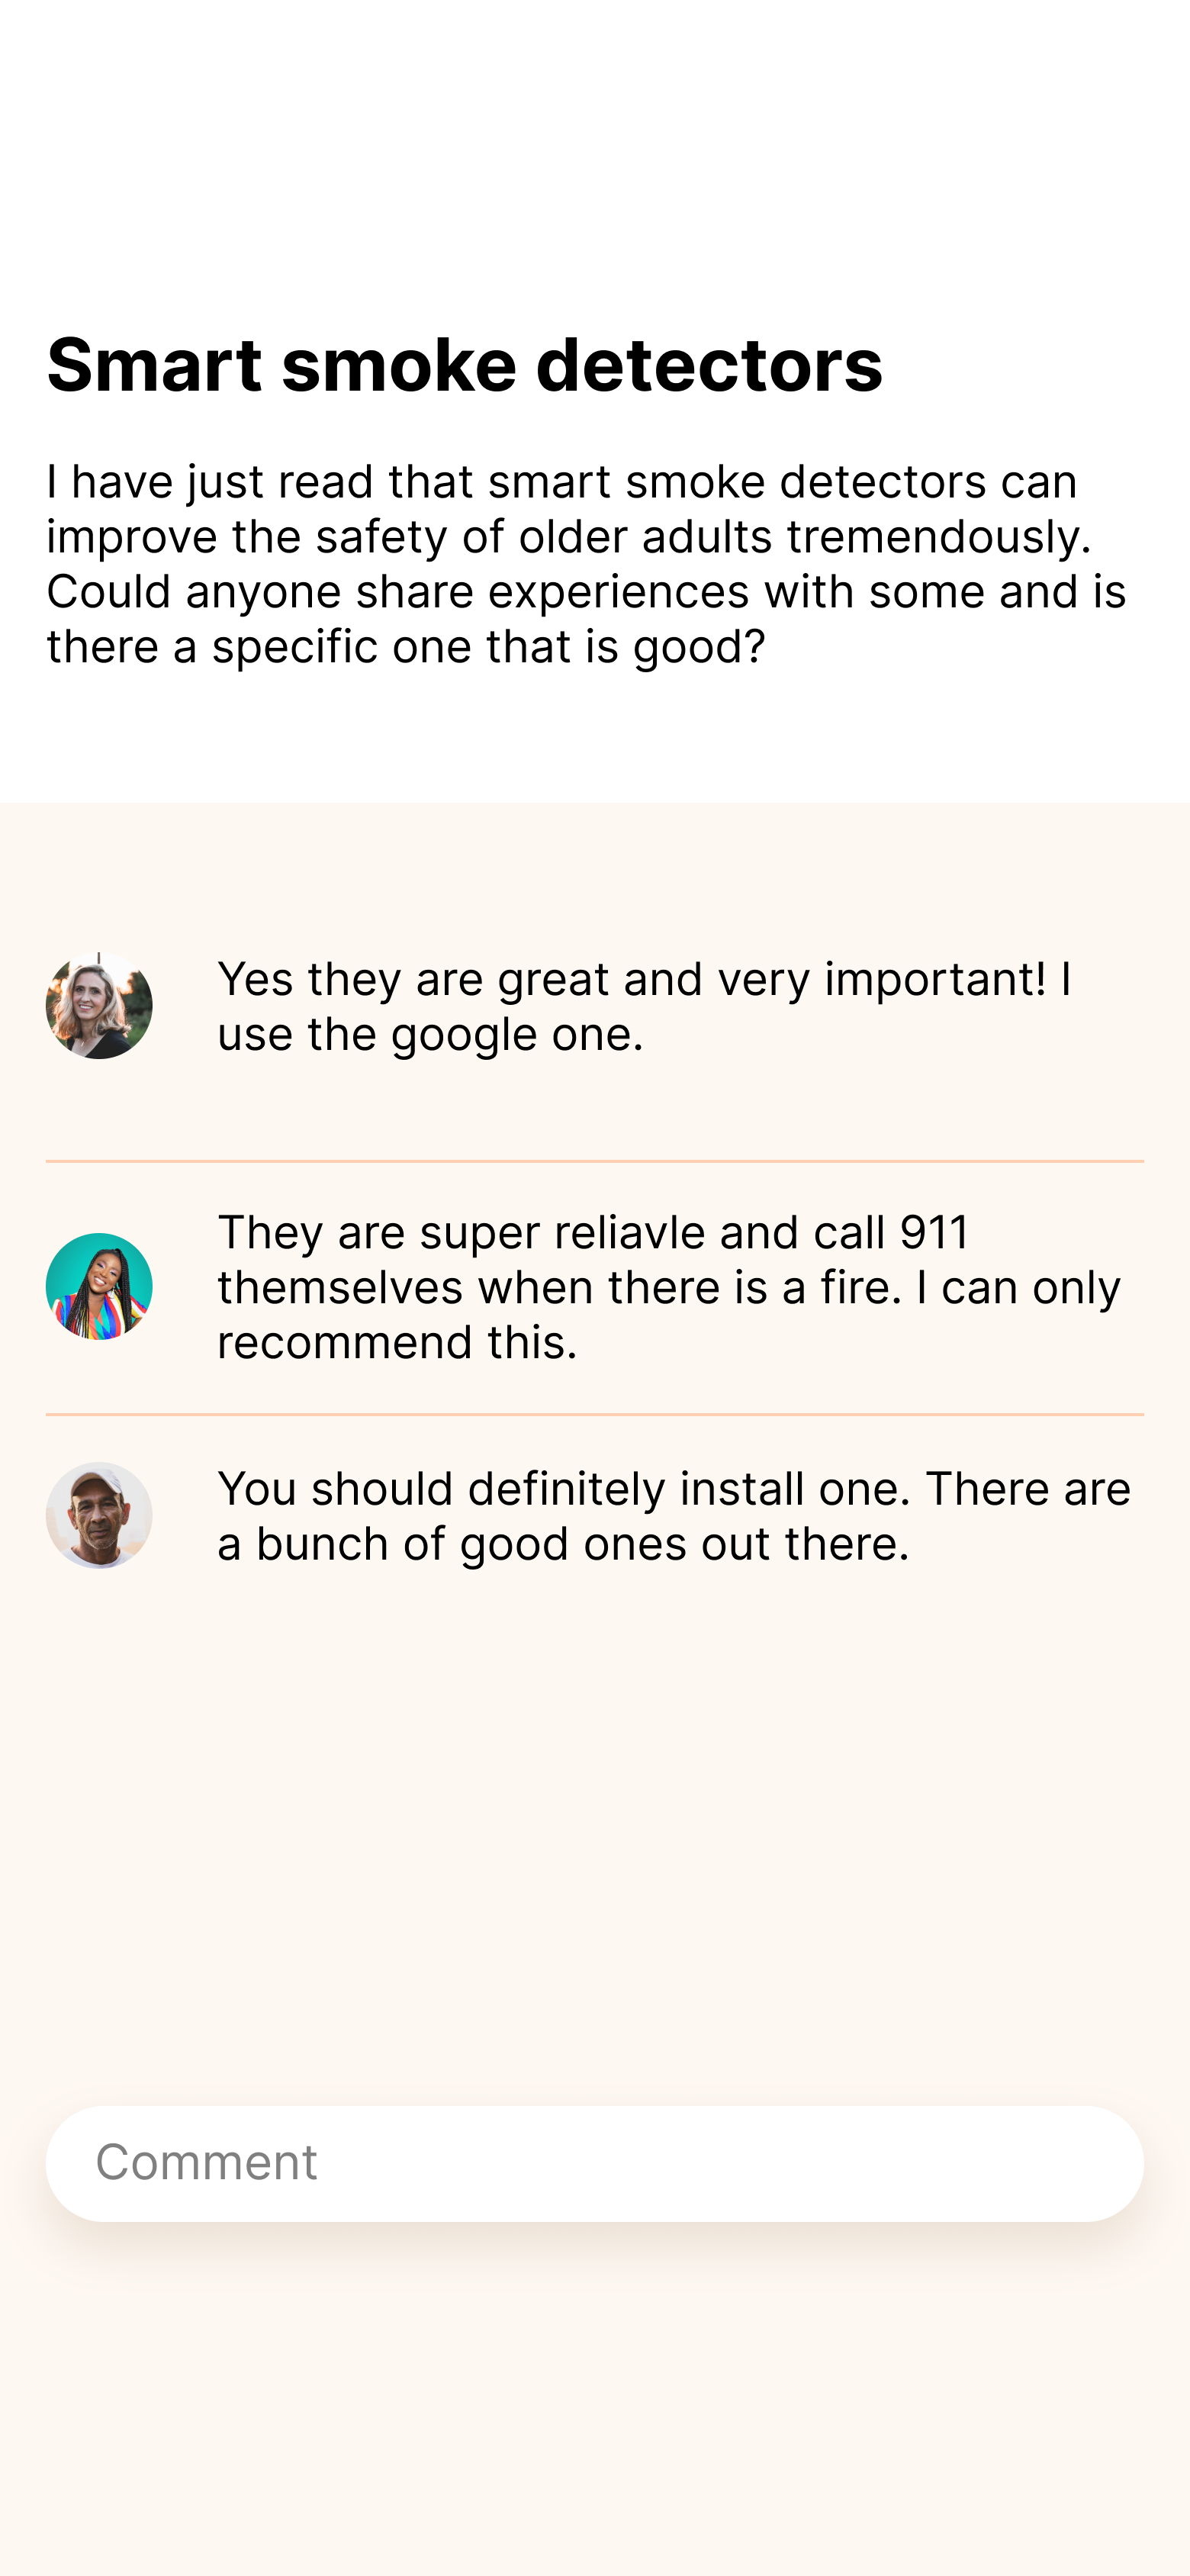 Smart smoke detectors
I have just read that smart smoke detectors can
improve the safety of older adults tremendously.
Could anyone share experiences with some and is
there a specific one that is good?
Yes they are great and very important! I
use the google one.
They are super reliavle and call 911
themselves when there is a fire. I can only
recommend this.
You should definitely install one. There are
a bunch of good ones out there.
Comment